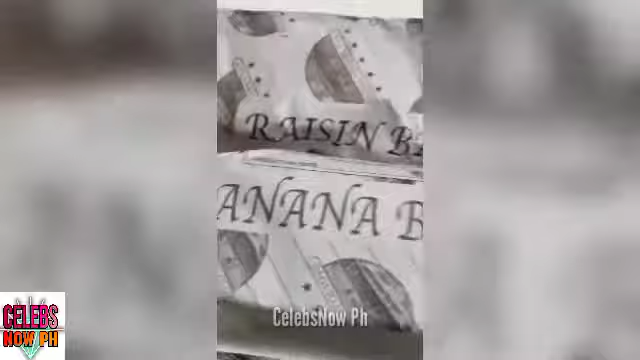 RAISIN B
ANANA B
CelebsNow Ph
CELEBS
NOW PH